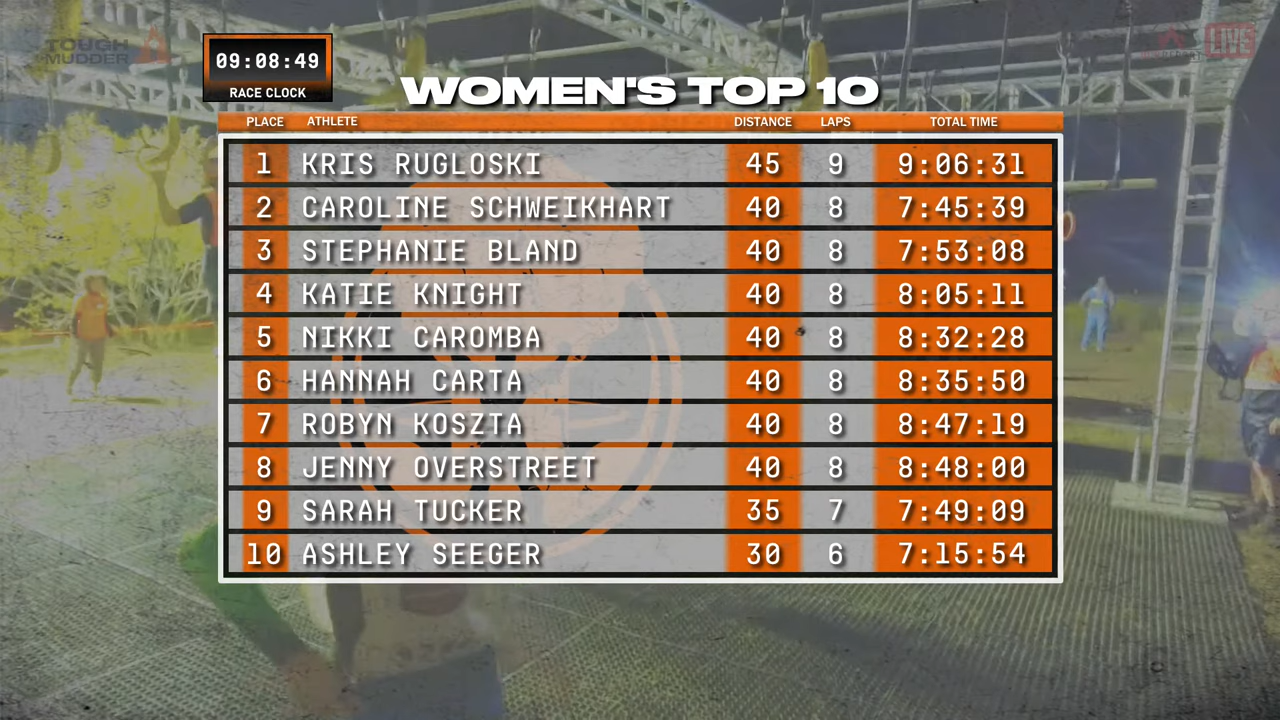 TOUGH
MUDDER
09:08:49
RACE CLOCK
LIVE
WOMEN'S TOP 10
PLACE ATHLETE DISTANCE LAPS TOTAL TIME
1 KRIS RUGLOSKI 45 9 9:06:31
2 CAROLINE SCHWEIKHART 40 8 7:45:39
3 STEPHANIE BLAND 40 8 7:53:08
4 KATIE KNIGHT 40 8 8:05:11
5 NIKKI CAROMBA 40 8 8:32:28
6 HANNAH CARTA 40 8 8:35:50
7 ROBYN KOSZTA 40 8 8:47:19
8 JENNY OVERSTREET 40 8 8:48:00
9 SARAH TUCKER 35 7 7:49:09
10 ASHLEY SEEGER 30 6 7:15:54